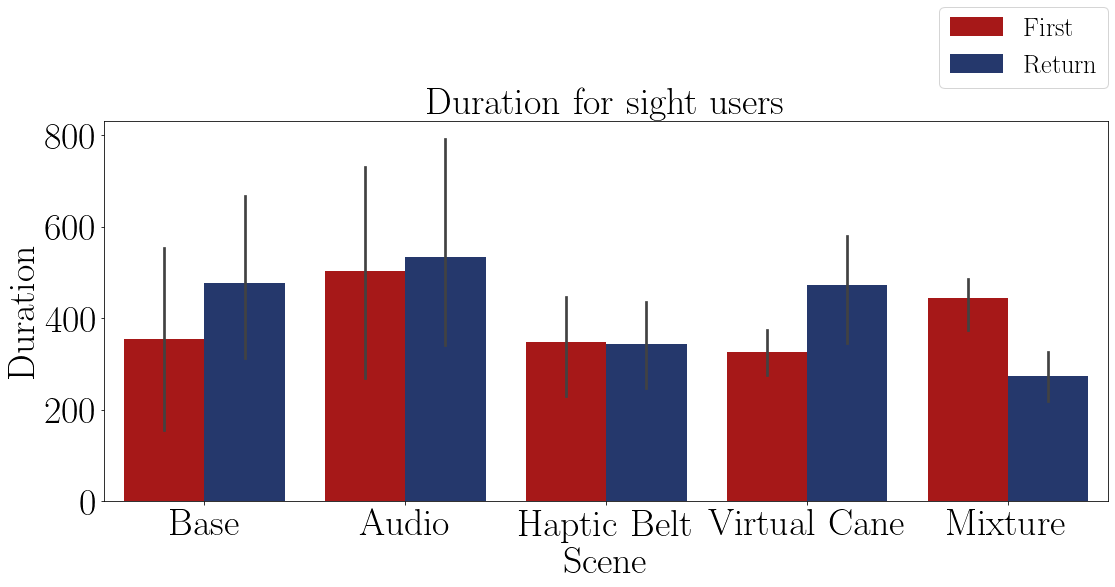 First
Return
Duration for sight users
800
600
400
200
0
Duration
Base
Audio
Haptic Belt
Virtual Cane
Mixture
Scene